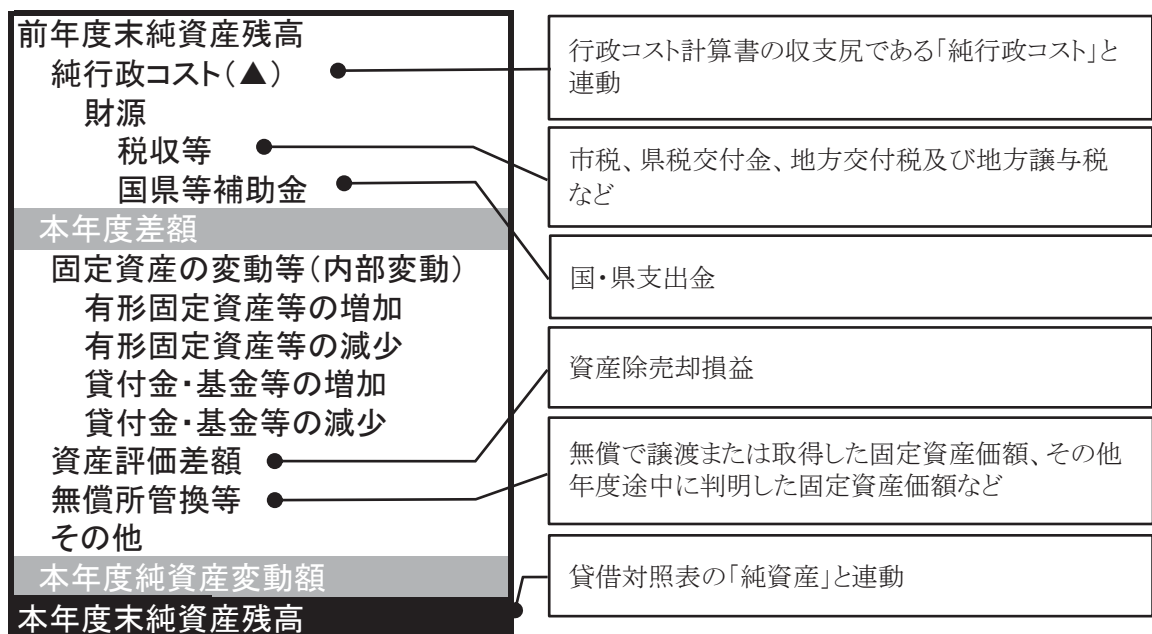 前年度末純資産残高
純行政コスト(▲)
財源
税収等
国県等補助金
本年度差額
固定資産の変動等(内部変動)
有形固定資産等の増加
有形固定資産等の減少
貸付金・基金等の増加
貸付金・基金等の減少
資産評価差額
無償所管換等
その他
本年度純資産変動額
本年度末純資産残高
行政コスト計算書の収支尻である「純行政コスト」と
連動
市税、県税交付金、地方交付税及び地方譲与税
など
国・県支出金
資産除売却損益
無償で譲渡または取得した固定資産価額、その他
年度途中に判明した固定資産価額など
貸借対照表の「純資産」と連動